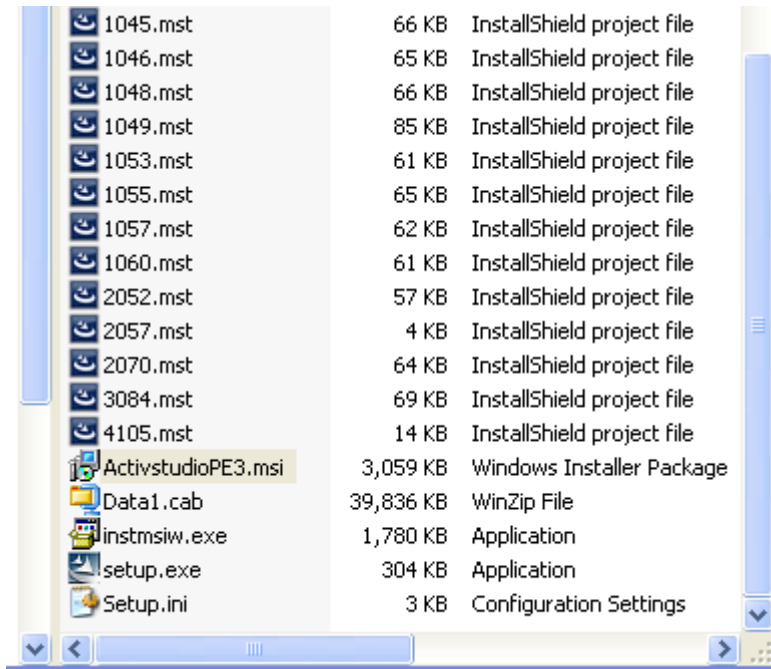 1045.mst 66 KB InstallShield project file
1046.mst 65 KB InstallShield project file
1048.mst 66 KB InstallShield project file
1049.mst 85 KB InstallShield project file
1053.mst 61 KB InstallShield project file
1055.mst 65 KB InstallShield project file
1057.mst 62 KB InstallShield project file
1060.mst 61 KB InstallShield project file
2052.mst 57 KB InstallShield project file
2057.mst 4 KB InstallShield project file
2070.mst 64 KB InstallShield project file
3084.mst 69 KB InstallShield project file
4105.mst 14 KB InstallShield project file
ActivstudioPE3.msi 3,059 KB Windows Installer Package
Data1.cab 39,836 KB WinZip File
instmsiw.exe 1,780 KB Application
setup.exe 304 KB Application
Setup.ini 3 KB Configuration Settings